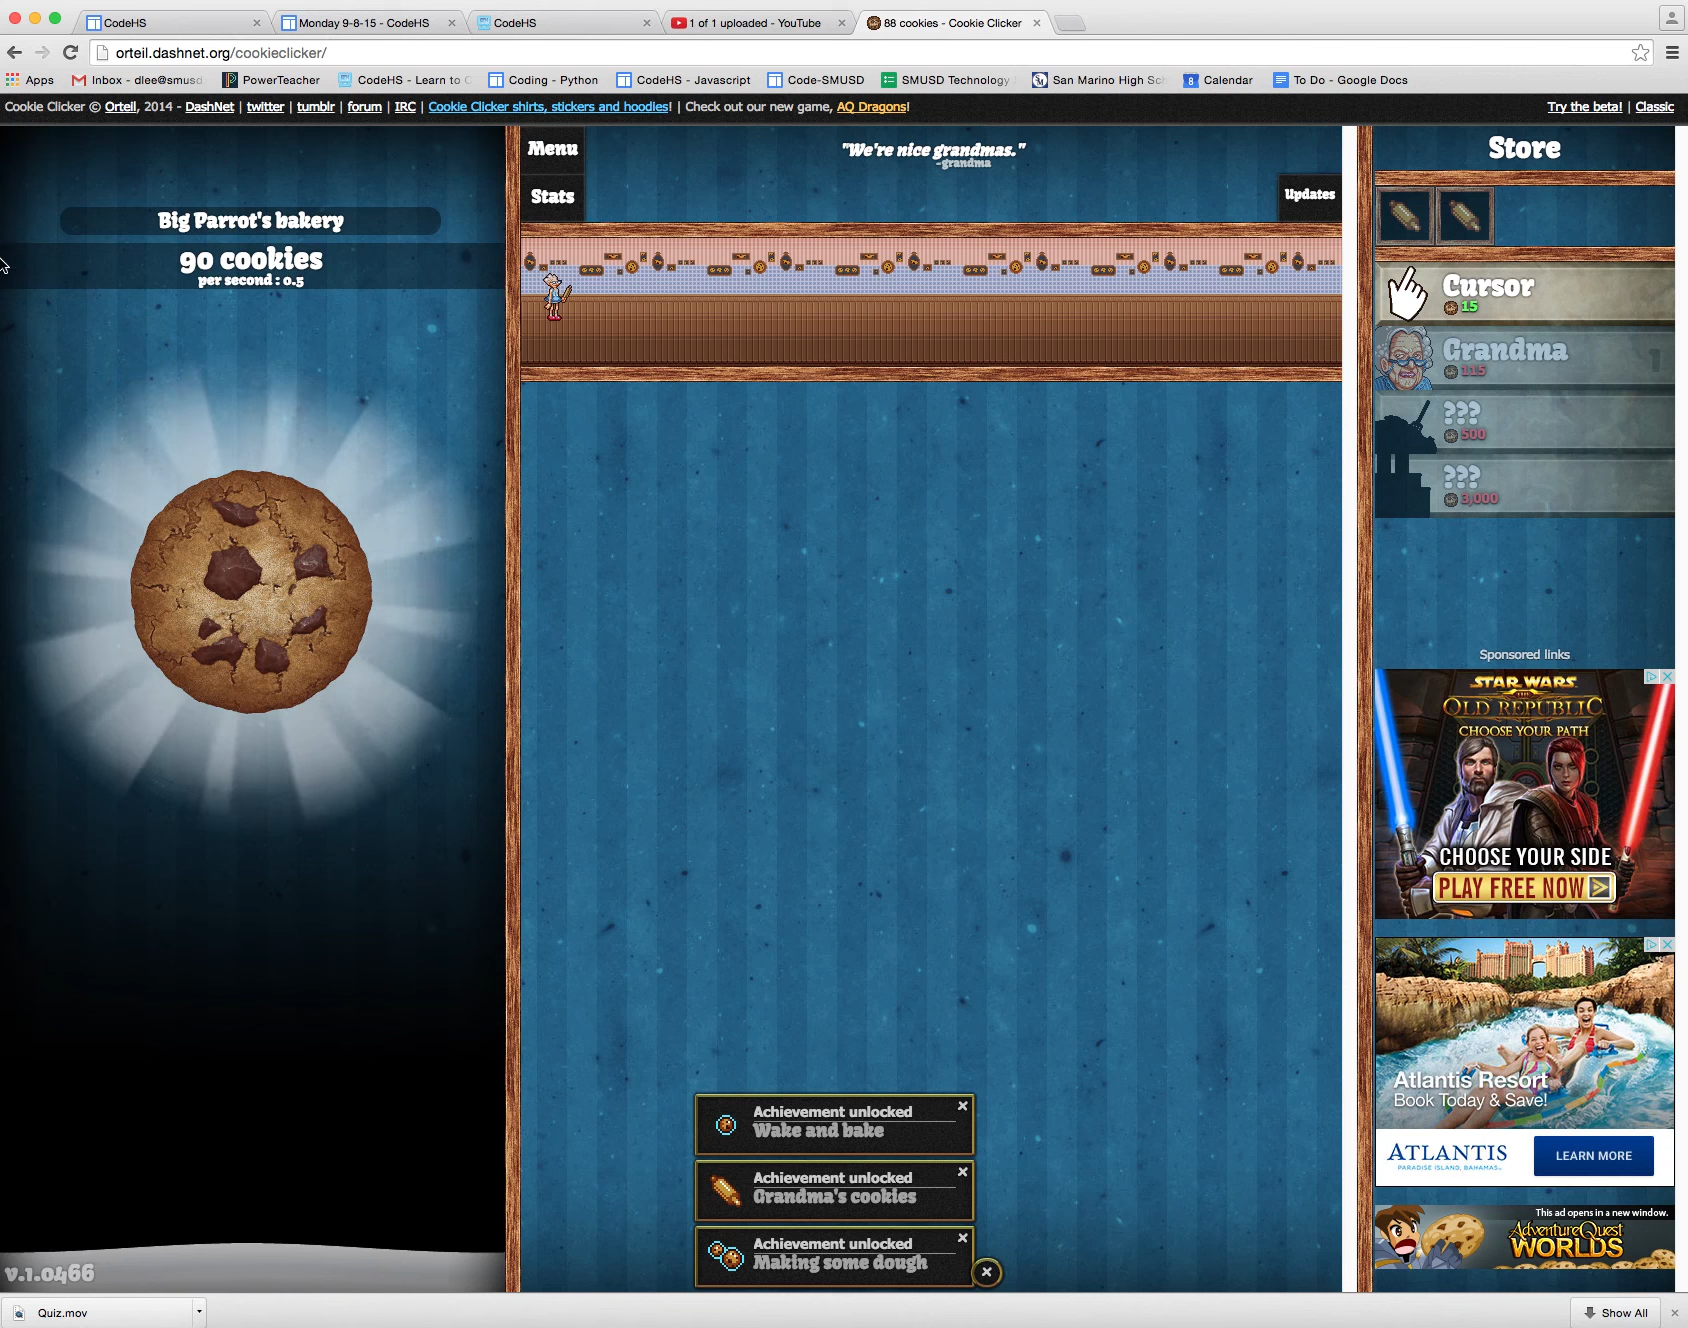 CodeHS
Monday 9-8-15 - CodeHS
CodeHS
1 of 1 uploaded - YouTube
88 cookies - Cookie Clicker
orteil.dashnet.org/cookieclicker/
Apps
Inbox - dlee@smusd
PowerTeacher
CodeHS - Learn to C
Coding - Python
CodeHS - Javascript
Code-SMUSD
SMUSD Technology
San Marino High Sch
8
Calendar
To Do - Google Docs
Cookie Clicker © Orteil, 2014 - DashNet | twitter | tumblr | forum | IRC | Cookie Clicker shirts, stickers and hoodies! | Check out our new game, AQ Dragons!
Try the beta! | Classic
Big Parrot's bakery
90 cookies
per second : 0.5
v.1.0466
Menu
Stats
"We're nice grandmas."
-grandma
Updates
Achievement unlocked
Wake and bake
Achievement unlocked
Grandma's cookies
Achievement unlocked
Making some dough
Store
Cursor
15
Grandma
115
1
???
500
???
3,000
Sponsored links
STAR WARS
THE
OLD REPUBLIC
CHOOSE YOUR PATH
CHOOSE YOUR SIDE
PLAY FREE NOW
Atlantis Resort
Book Today & Save!
ATLANTIS
PARADISE ISLAND, BAHAMAS
LEARN MORE
This ad opens in a new window.
AdventureQuest
WORLDS
Quiz.mov
Show All